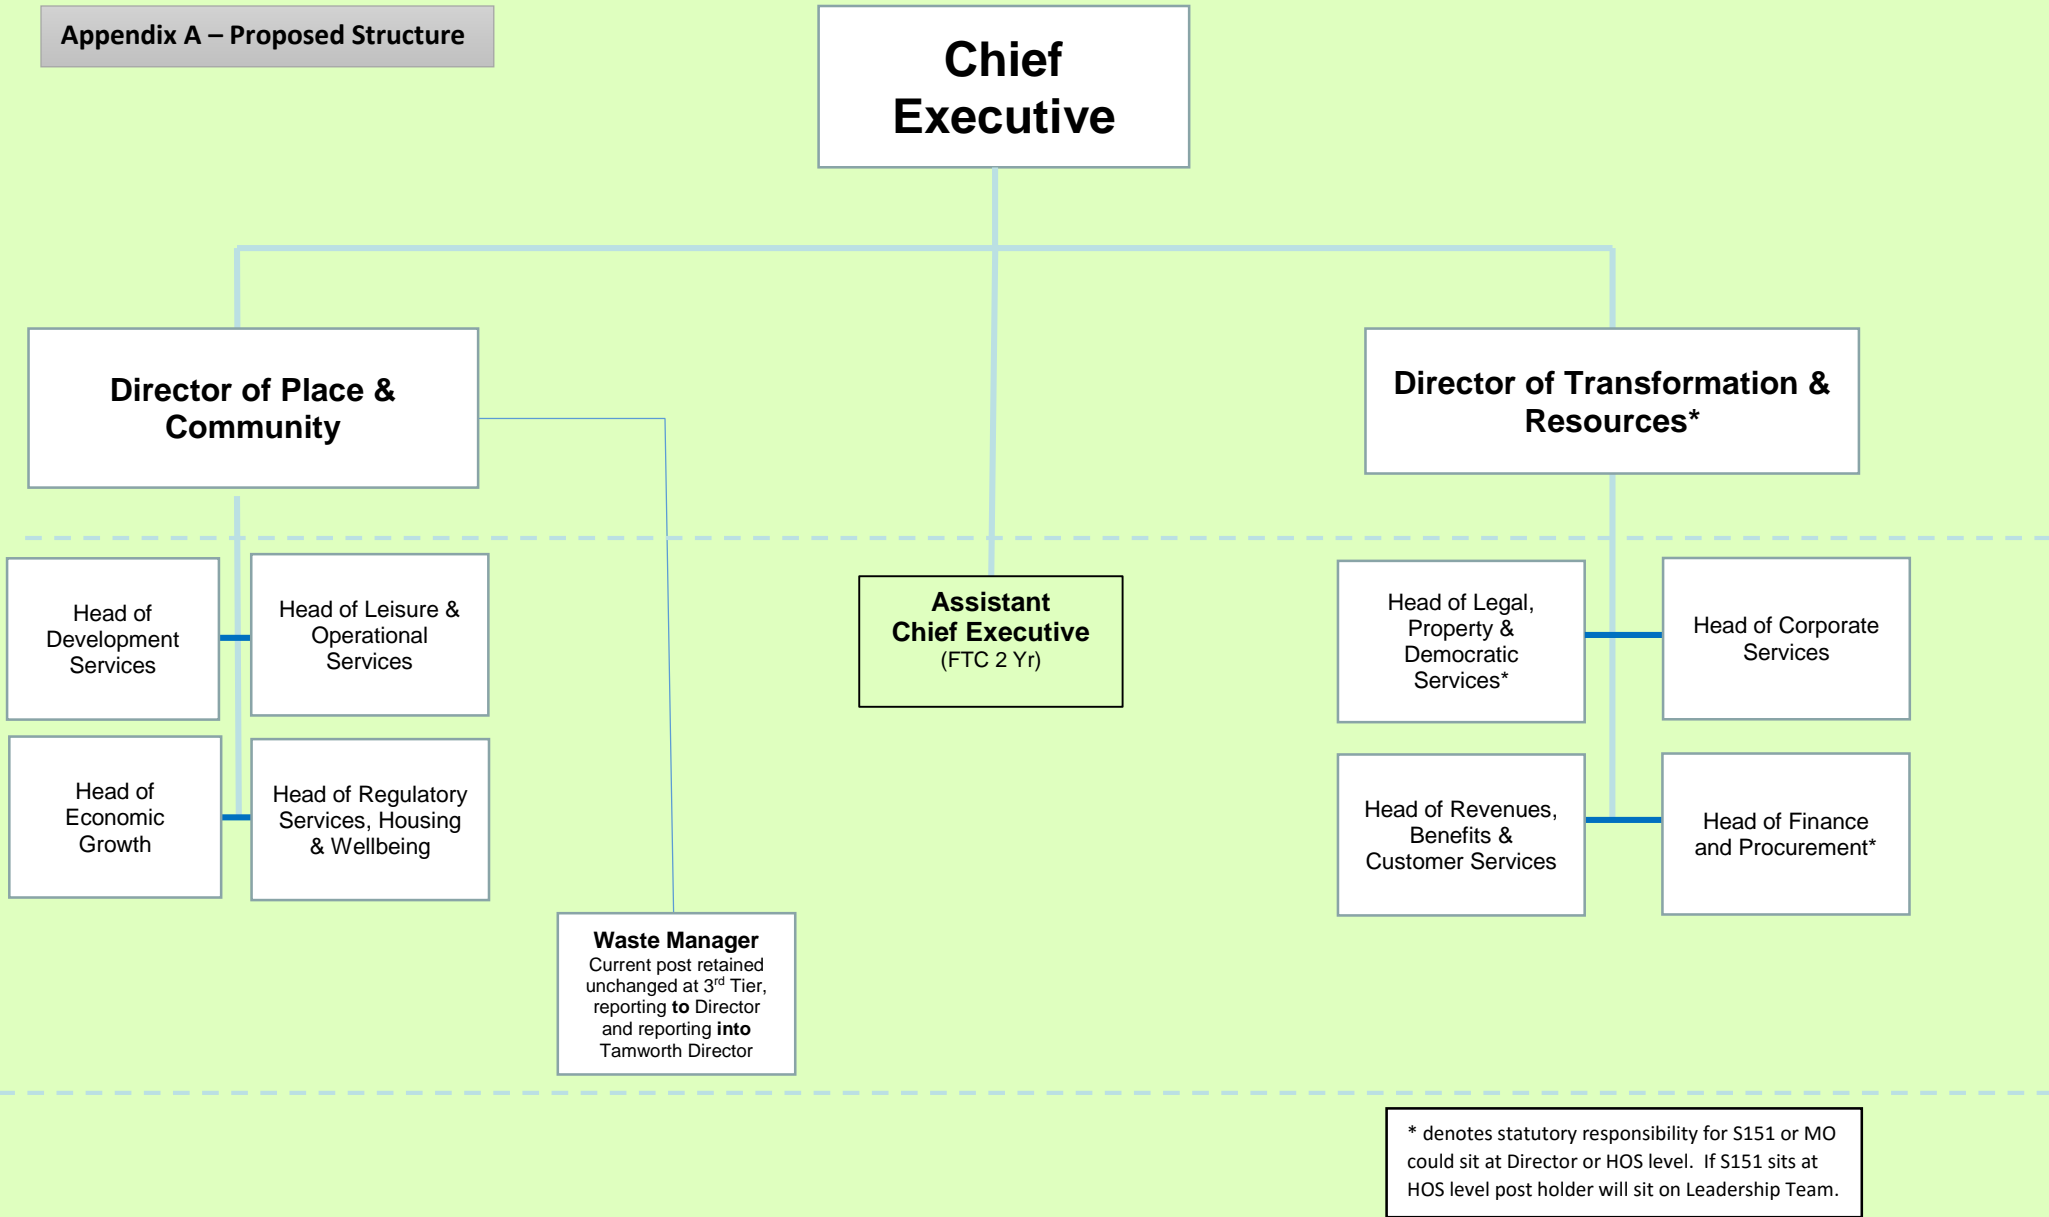 Appendix A – Proposed Structure
Chief
Executive
Director of Place &
Community
Director of Transformation &
Resources*
Head of
Development
Services
Head of Leisure &
Operational
Services
Assistant
Chief Executive
(FTC 2 Yr)
Head of Legal,
Property &
Democratic
Services*
Head of Corporate
Services
Head of
Economic
Growth
Head of Regulatory
Services, Housing
& Wellbeing
Head of Revenues,
Benefits &
Customer Services
Head of Finance
and Procurement*
Waste Manager
Current post retained
unchanged at 3rd Tier,
reporting to Director
and reporting into
Tamworth Director
* denotes statutory responsibility for S151 or MO
could sit at Director or HOS level.  If S151 sits at
HOS level post holder will sit on Leadership Team.